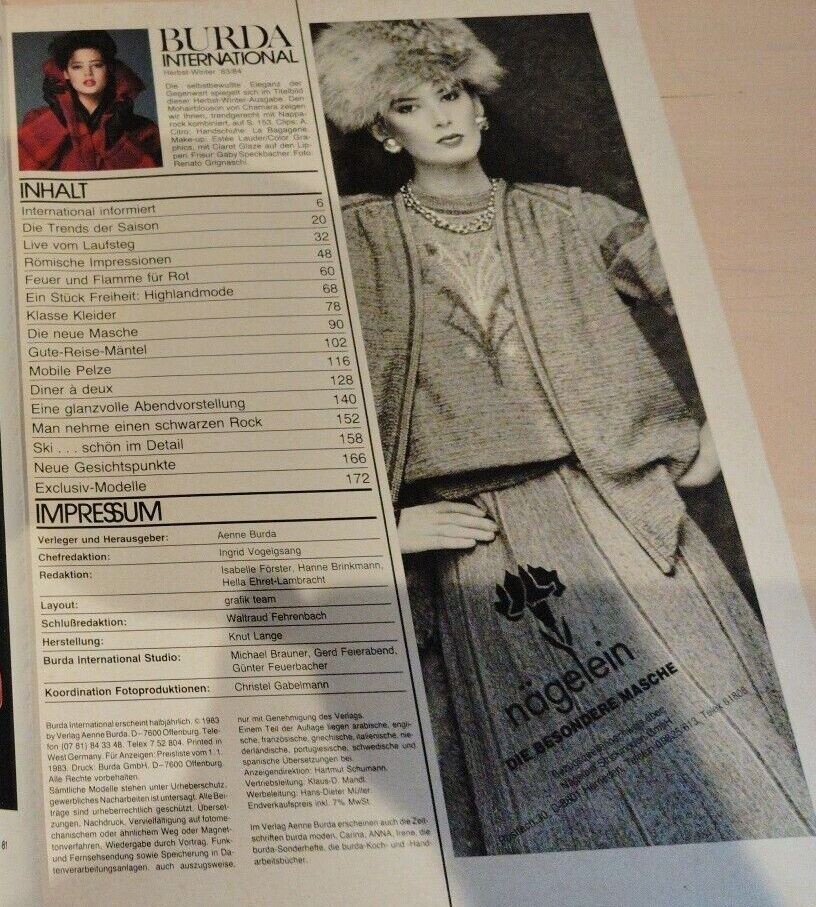 BURDA
INTERNATIONAL
Herbst-Winter '83/84
Die selbstbewußte Eleganz der
Gegenwart spiegelt sich im Titelbild
dieser Herbst-Winter-Ausgabe. Den
Mohairblouson von Chamara zeigen
wir Ihnen, trendgerecht mit Nappa-
rock kombiniert, auf S. 153. Clips: A.
Citro; Handschuhe: La Bagagerie.
Make-up: Estée Lauder/Color Gra-
phics, mit Claret Glaze auf den Lip-
pen. Frisur: Gaby Speckbacher. Foto:
Renato Grignaschi.
INHALT
International informiert 6
Die Trends der Saison 20
Live vom Laufsteg 32
Römische Impressionen 48
Feuer und Flamme für Rot 60
Ein Stück Freiheit: Highlandmode 68
Klasse Kleider 78
Die neue Masche 90
Gute-Reise-Mäntel 102
Mobile Pelze 116
Diner à deux 128
Eine glanzvolle Abendvorstellung 140
Man nehme einen schwarzen Rock 152
Ski . . . schön im Detail 158
Neue Gesichtspunkte 166
Exclusiv-Modelle 172
IMPRESSUM
Verleger und Herausgeber: Aenne Burda
Chefredaktion: Ingrid Vogelgsang
Redaktion: Isabelle Förster, Hanne Brinkmann,
Hella Ehret-Lambracht
Layout: grafik team
Schlußredaktion: Waltraud Fehrenbach
Herstellung: Knut Lange
Burda International Studio: Michael Brauner, Gerd Feierabend,
Günter Feuerbacher
Koordination Fotoproduktionen: Christel Gabelmann
Burda International erscheint halbjährlich. © 1983
by Verlag Aenne Burda. D–7600 Offenburg. Tele-
fon (07 81) 84 33 48. Telex 7 52 804. Printed in
West Germany. Für Anzeigen: Preisliste vom 1. 1.
1983. Druck: Burda GmbH, D–7600 Offenburg.
Alle Rechte vorbehalten.
Sämtliche Modelle stehen unter Urheberschutz,
gewerbliches Nacharbeiten ist untersagt. Alle Bei-
träge sind urheberrechtlich geschützt. Überset-
zungen, Nachdruck, Vervielfältigung auf fotome-
chanischem oder ähnlichem Weg oder Magnet-
tonverfahren, Wiedergabe durch Vortrag, Funk-
und Fernsehsendung sowie Speicherung in Da-
tenverarbeitungsanlagen, auch auszugsweise,
nur mit Genehmigung des Verlags.
Einem Teil der Auflage liegen arabische, engli-
sche, französische, griechische, italienische, nie-
derländische, portugiesische, schwedische und
spanische Übersetzungen bei.
Anzeigendirektion: Hartmut Schumann.
Vertriebsleitung: Klaus-D. Mandl.
Werbeleitung: Hans-Dieter Müller.
Endverkaufspreis inkl. 7% MwSt.
Im Verlag Aenne Burda erscheinen auch die Zeit-
schriften burda moden, Carina, ANNA, Irene, die
burda-Sonderhefte, die burda-Koch- und -Hand-
arbeitsbücher.
nägelein
DIE BESONDERE MASCHE
81